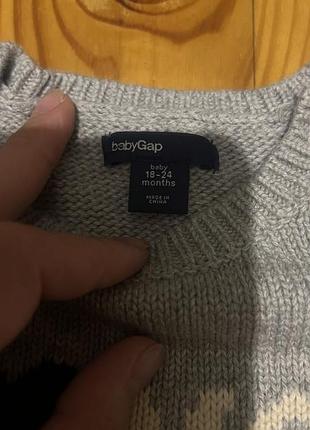 babyGap
baby
18-24
months
MADE IN
CHINA